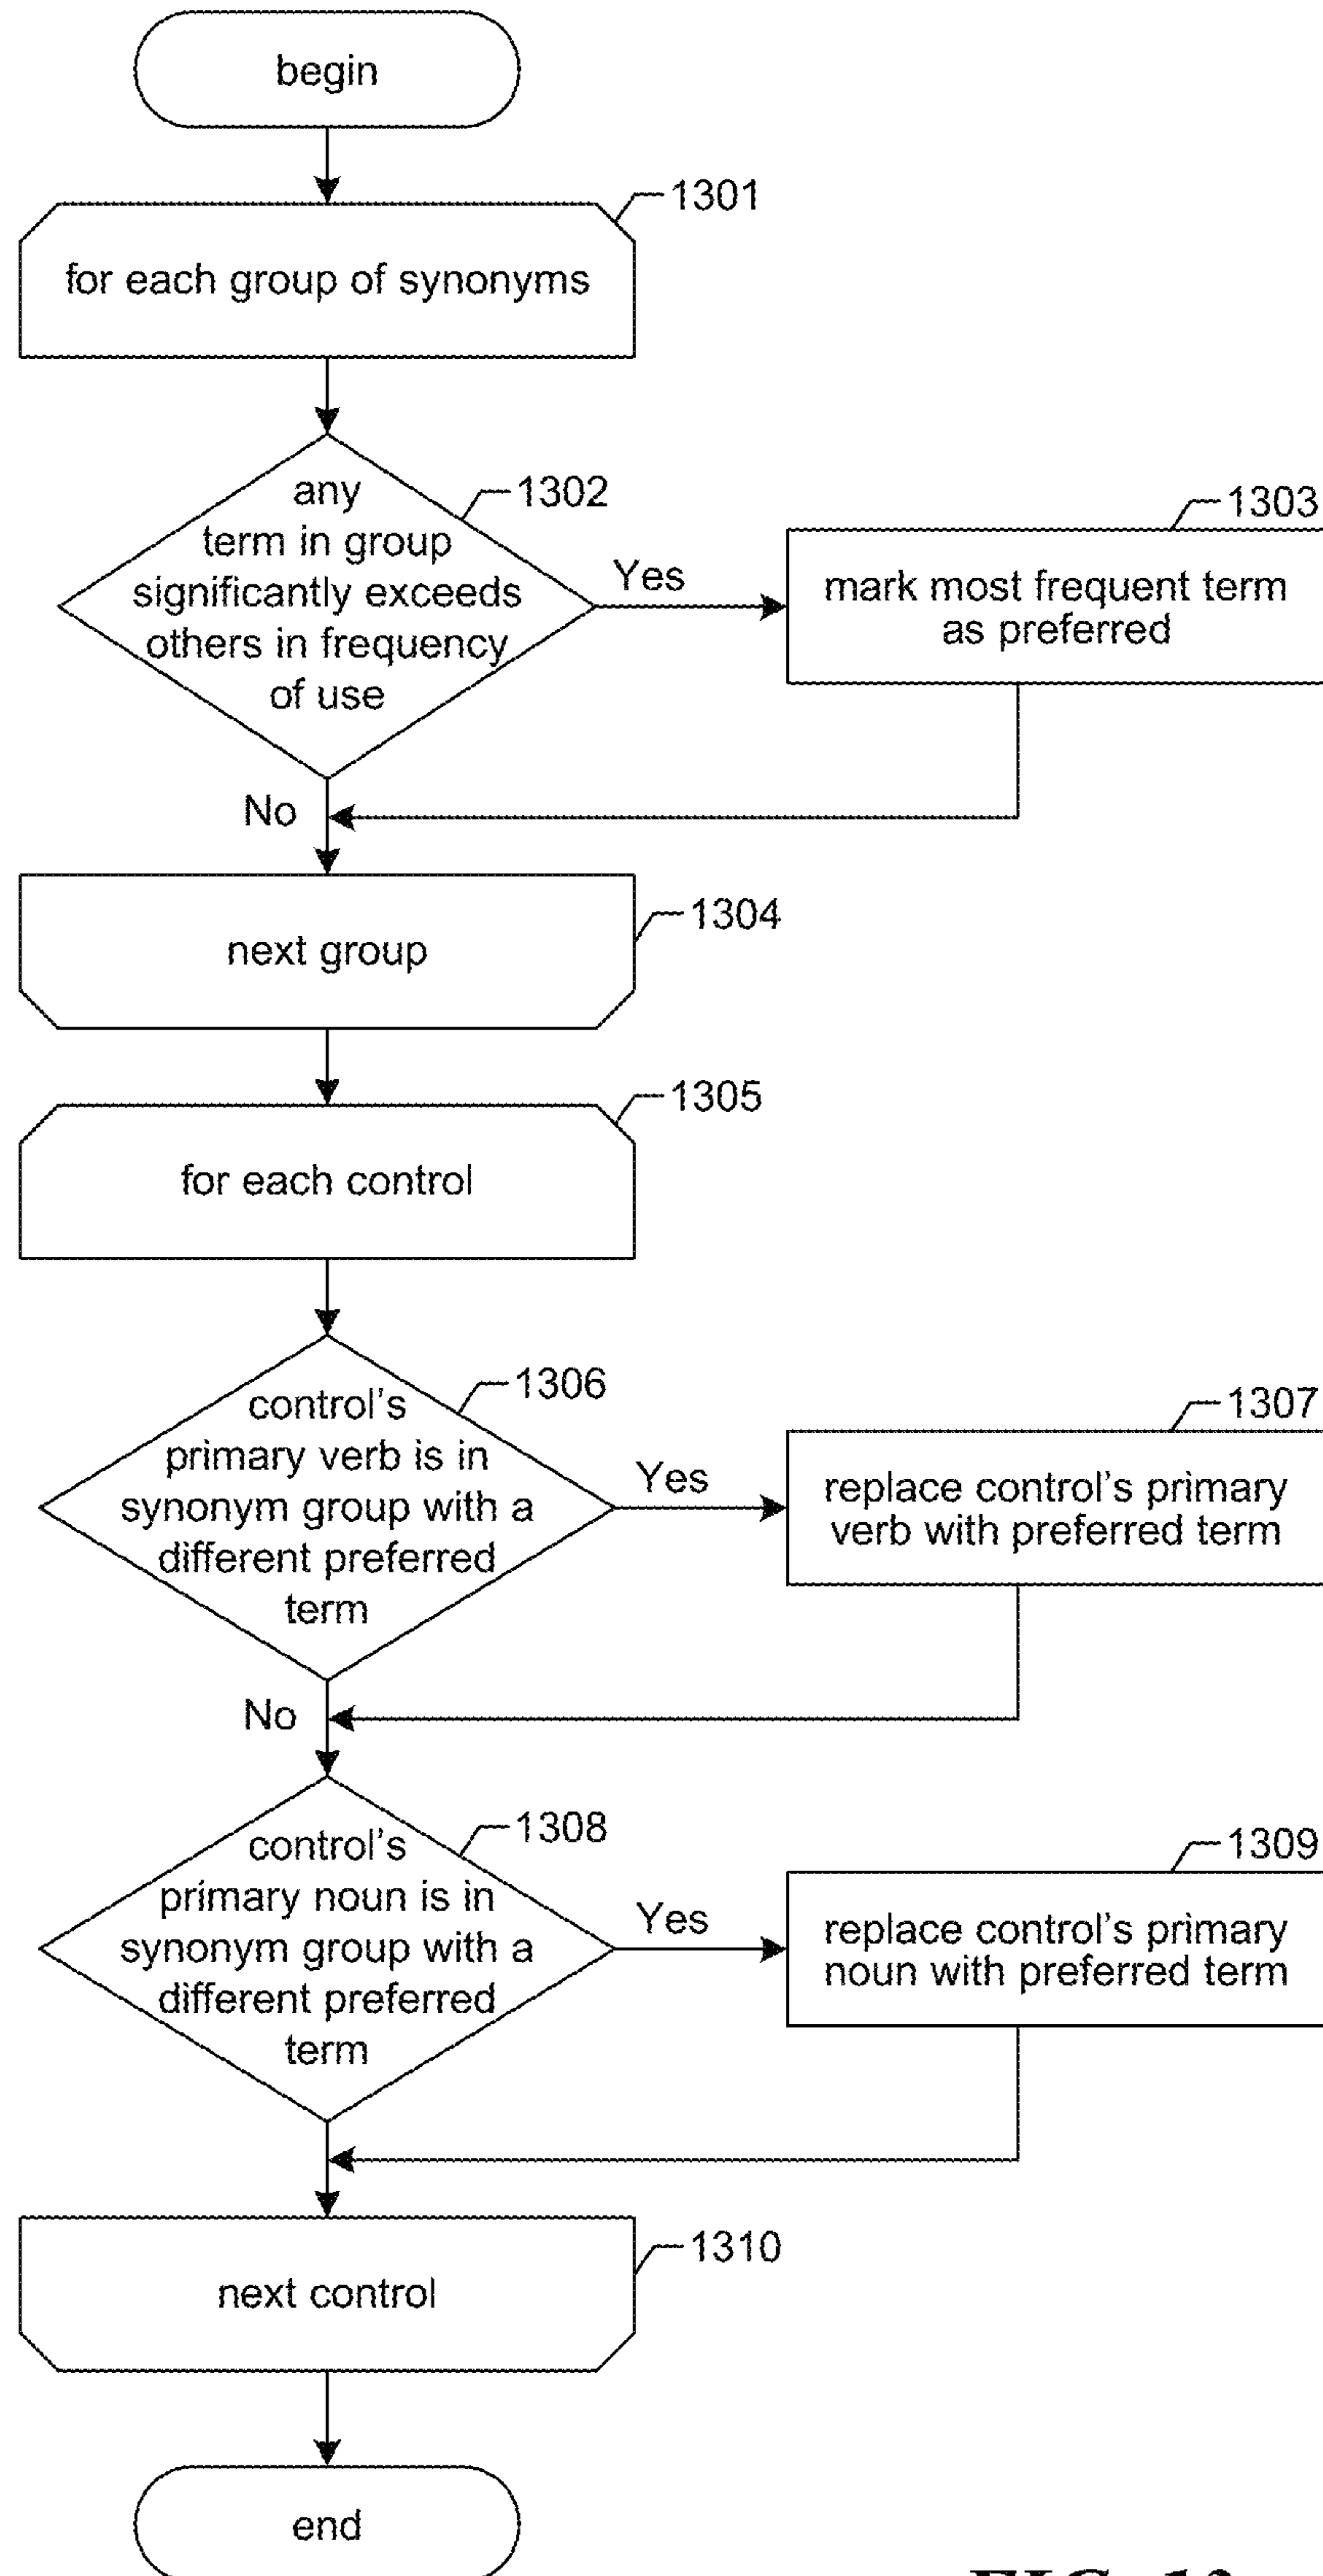 begin
1301
for each group of synonyms
any
1302
term in group
significantly exceeds
others in frequency
of use
Yes
1303
mark most frequent term
as preferred
No
next group
1304
1305
for each control
control's
1306
primary verb is in
synonym group with a
different preferred
term
Yes
1307
replace control's primary
verb with preferred term
No
control's
1308
primary noun is in
synonym group with a
different preferred
term
Yes
1309
replace control's primary
noun with preferred term
next control
1310
end